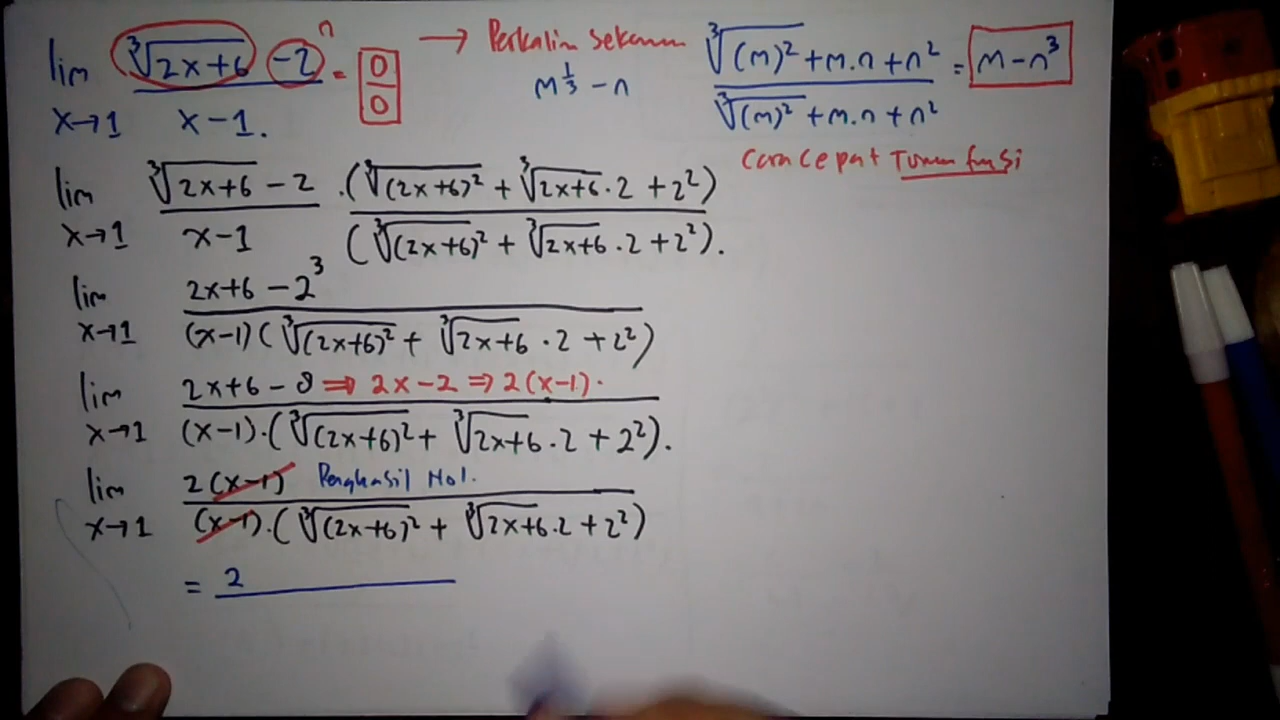 lim x→1 (∛(2x+6) - 2)/(x-1) = 0/0 n
→ Perkalian sekawan
m^(1/3) - n
(∛(m)² + m.n + n²)/(∛(m)² + m.n + n²) = m - n³
cara cepat Turunan fungsi
lim x→1 (∛(2x+6) - 2)/(x-1) . (∛(2x+6)² + ∛(2x+6) . 2 + 2²)/(∛(2x+6)² + ∛(2x+6) . 2 + 2²).
lim x→1 (2x+6 - 2³)/((x-1)(∛(2x+6)² + ∛(2x+6) . 2 + 2²))
lim x→1 (2x+6 - 8 ⇒ 2x-2 ⇒ 2(x-1).)/((x-1).(∛(2x+6)² + ∛(2x+6) . 2 + 2²).)
lim x→1 (2(x-1))/((x-1).(∛(2x+6)² + ∛(2x+6) . 2 + 2²)) Penghasil Nol.
= 2